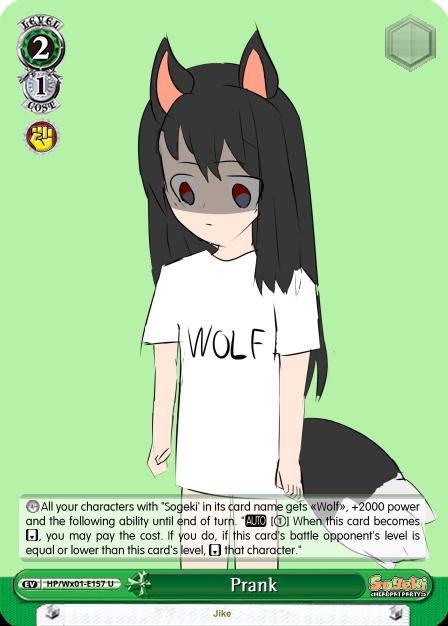 LEVEL
2
1
COST
WOLF
All your characters with "Sogeki" in its card name gets «Wolf», +2000 power
and the following ability until end of turn. "AUTO [①] When this card becomes
[ ], you may pay the cost. If you do, if this card's battle opponent's level is
equal or lower than this card's level, [ ] that character."
EV HP/Wx01-E157 U
Prank
Sogeki
HEADPATPARTY
Jike